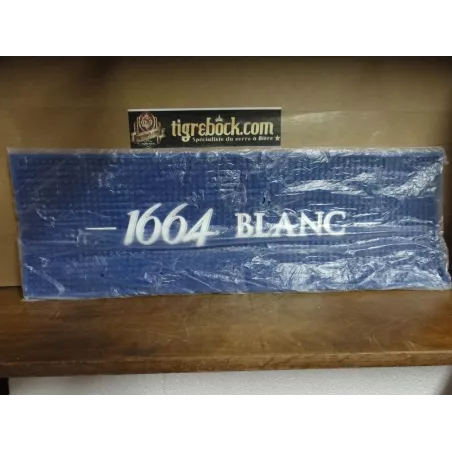 tigrebock.com
Spécialiste du verre à Bière
1664 BLANC